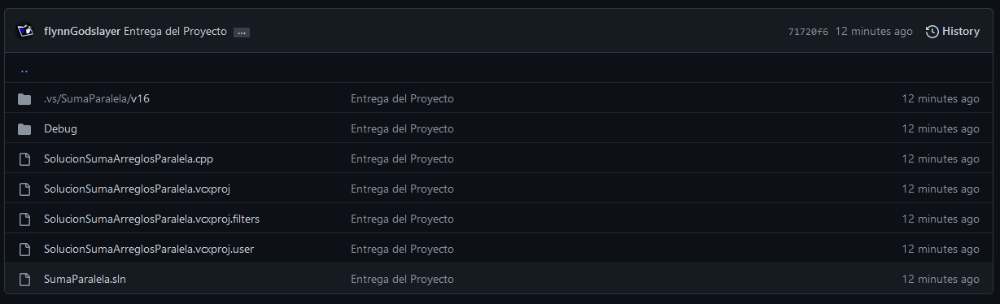 flynnGodslayer Entrega del Proyecto ... 71720f6 12 minutes ago History
..
.vs/SumaParalela/v16 Entrega del Proyecto 12 minutes ago
Debug Entrega del Proyecto 12 minutes ago
SolucionSumaArreglosParalela.cpp Entrega del Proyecto 12 minutes ago
SolucionSumaArreglosParalela.vcxproj Entrega del Proyecto 12 minutes ago
SolucionSumaArreglosParalela.vcxproj.filters Entrega del Proyecto 12 minutes ago
SolucionSumaArreglosParalela.vcxproj.user Entrega del Proyecto 12 minutes ago
SumaParalela.sln Entrega del Proyecto 12 minutes ago